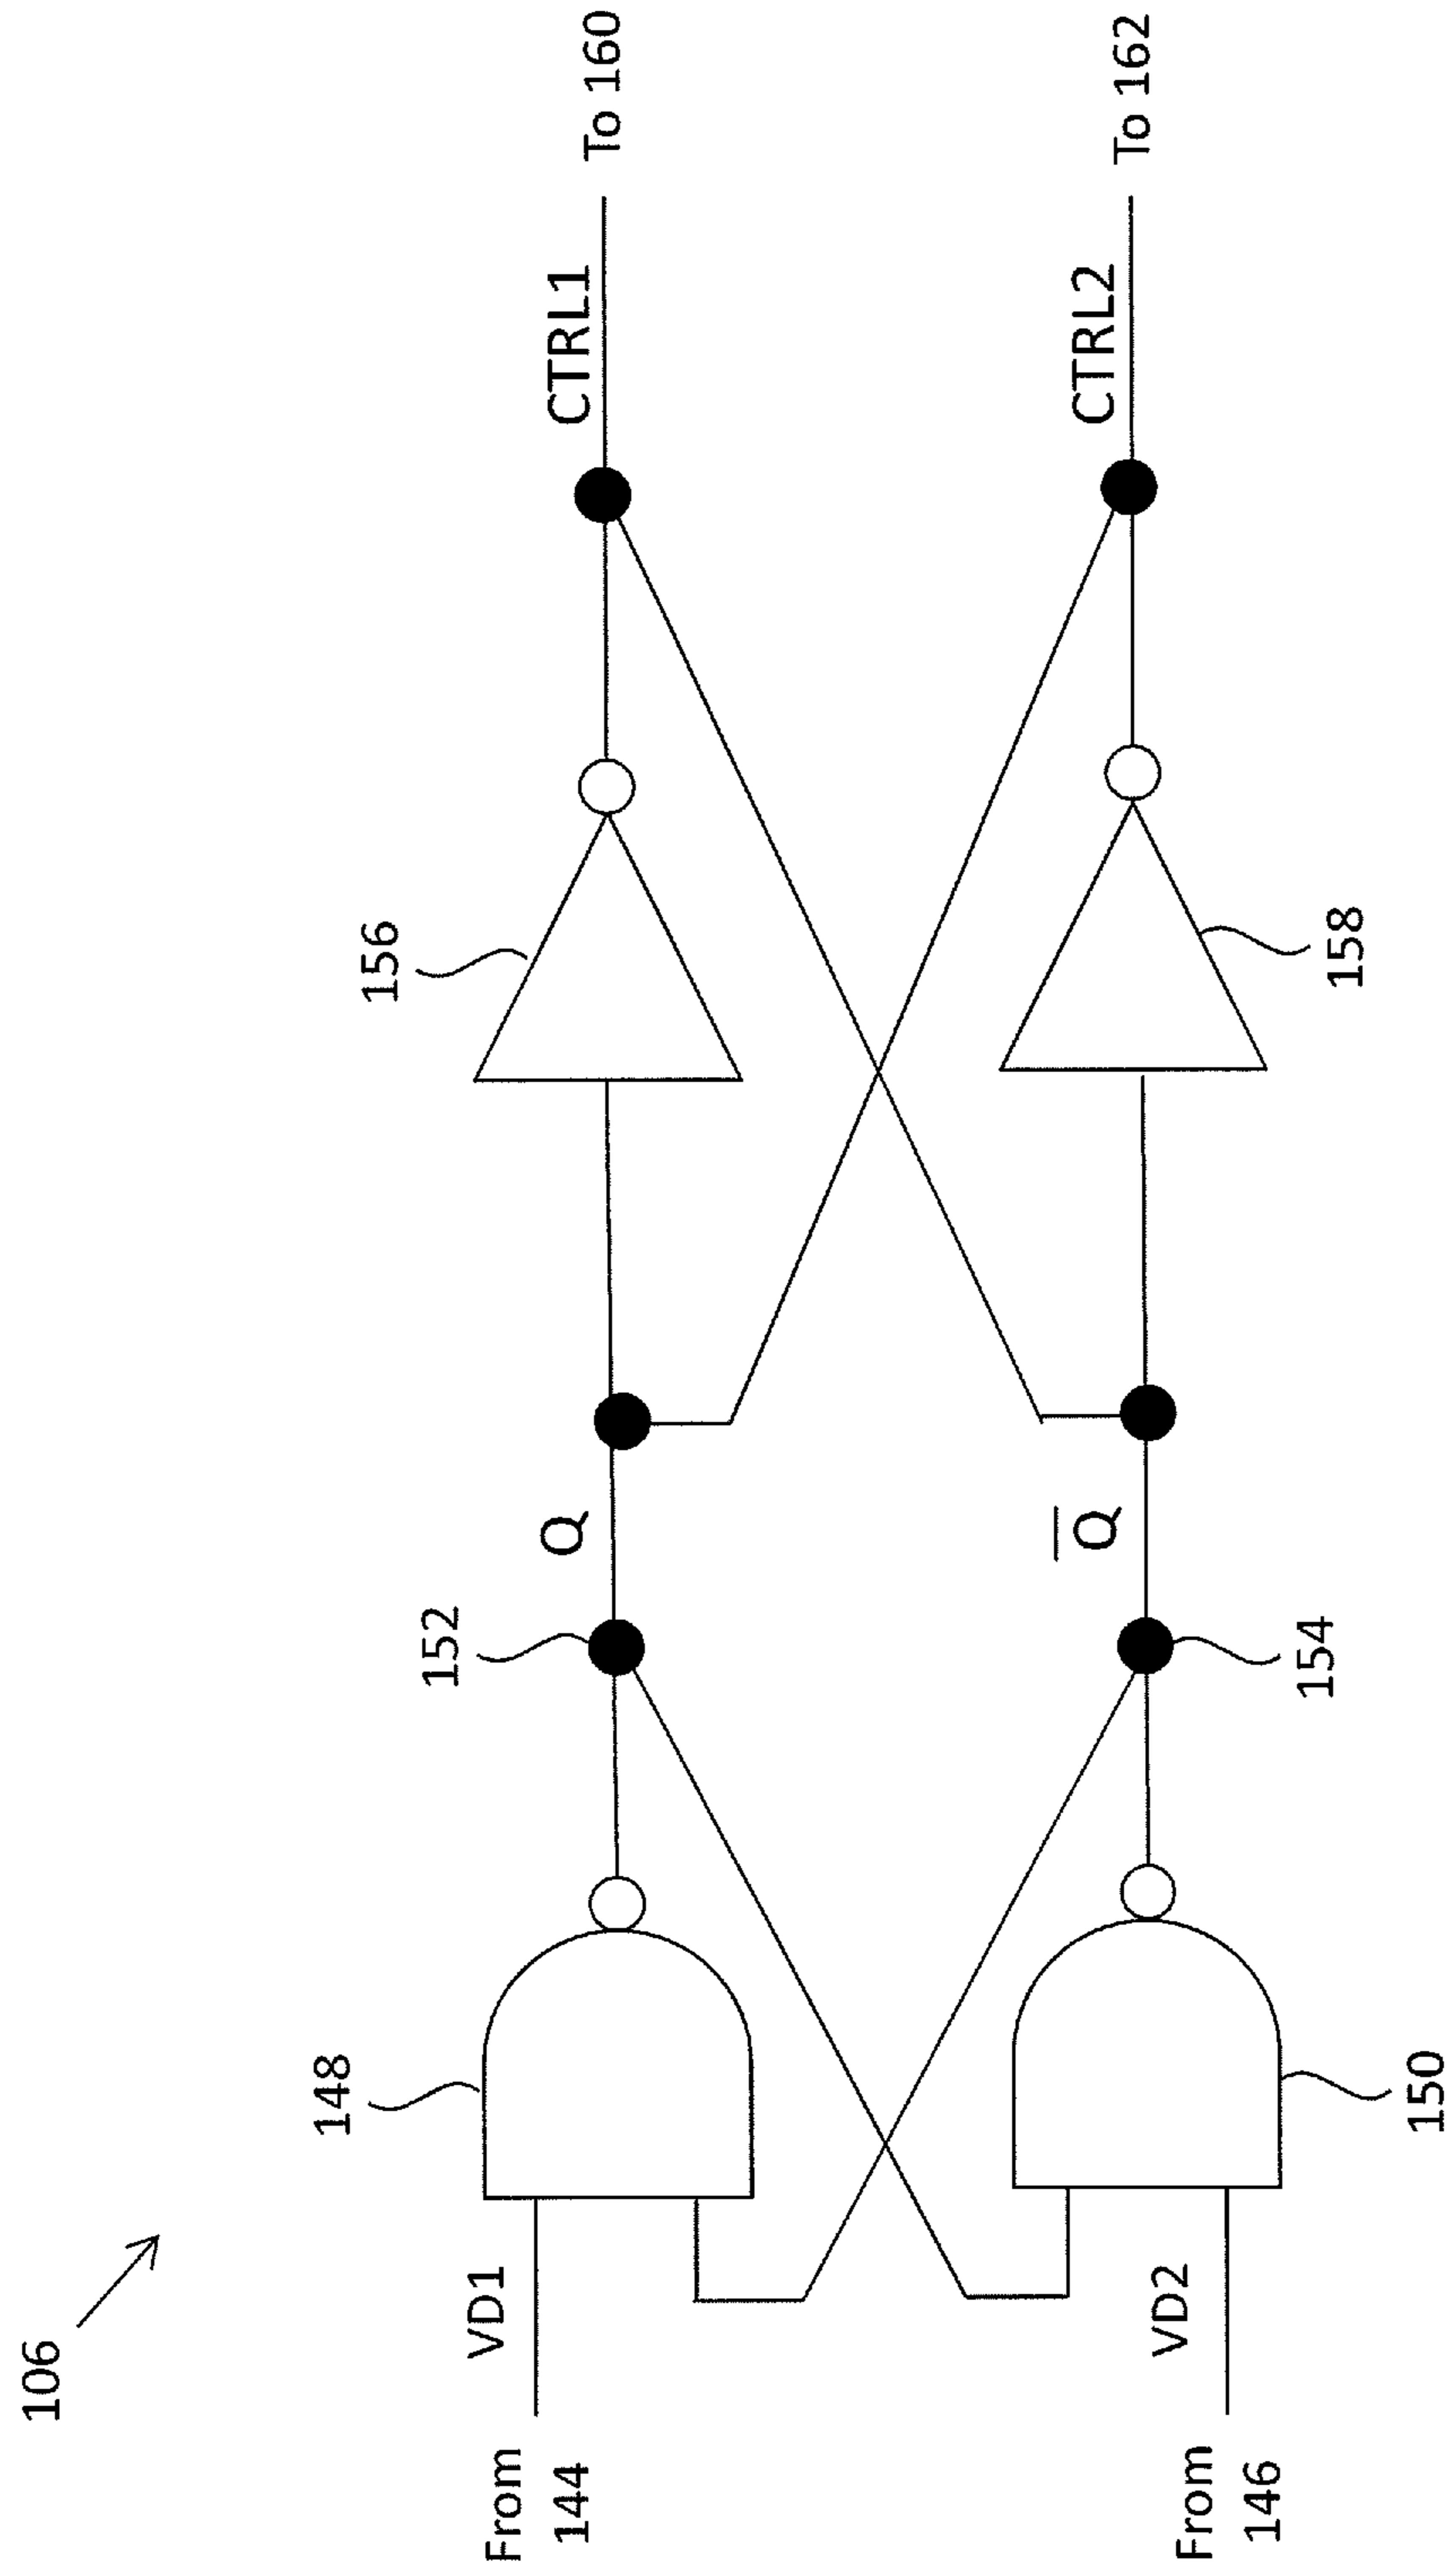 106
From
144
VD1
148
152
Q
156
CTRL1
To 160
From
146
VD2
150
154
Q̅
158
CTRL2
To 162